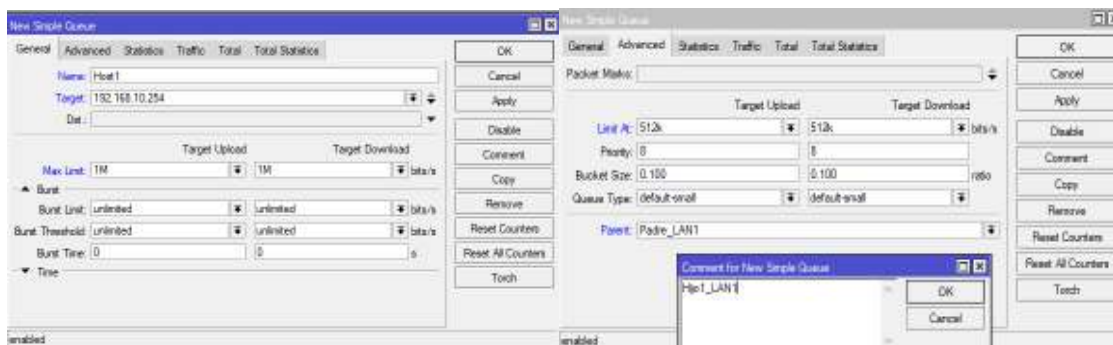 New Simple Queue
General Advanced Statistics Traffic Total Total Statistics
Name: Host1
Target: 192.168.10.254
Dst.:
Target Upload Target Download
Max Limit: 1M 1M bits/s
Burst
Burst Limit: unlimited unlimited bits/s
Burst Threshold: unlimited unlimited bits/s
Burst Time: 0 0 s
Time
enabled
OK
Cancel
Apply
Disable
Comment
Copy
Remove
Reset Counters
Reset All Counters
Torch
New Simple Queue
General Advanced Statistics Traffic Total Total Statistics
Packet Marks:
Target Upload Target Download
Limit At: 512k 512k bits/s
Priority: 8 8
Bucket Size: 0.100 0.100 ratio
Queue Type: default-small default-small
Parent: Padre_LAN1
enabled
OK
Cancel
Apply
Disable
Comment
Copy
Remove
Reset Counters
Reset All Counters
Torch
Comment for New Simple Queue
Hijo1_LAN1
OK
Cancel